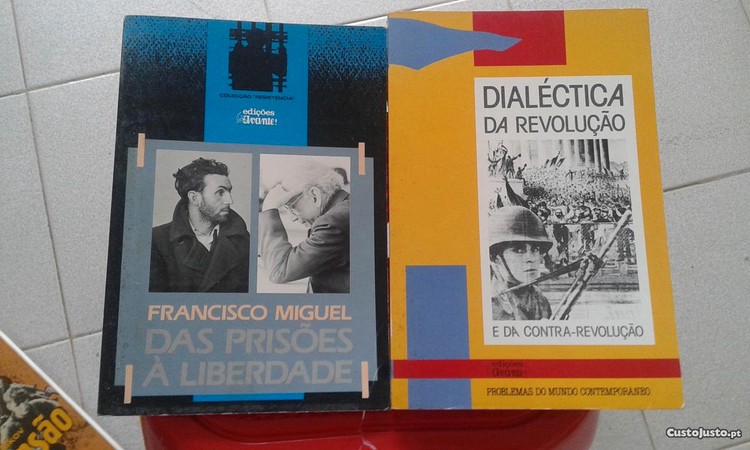 COLECÇÃO "RESISTÊNCIA"
edições
Avante!
FRANCISCO MIGUEL
DAS PRISÕES
À LIBERDADE
DIALÉCTICA
DA REVOLUÇÃO
E DA CONTRA-REVOLUÇÃO
edições
Avante!
PROBLEMAS DO MUNDO CONTEMPORÂNEO
são
CustoJusto.pt